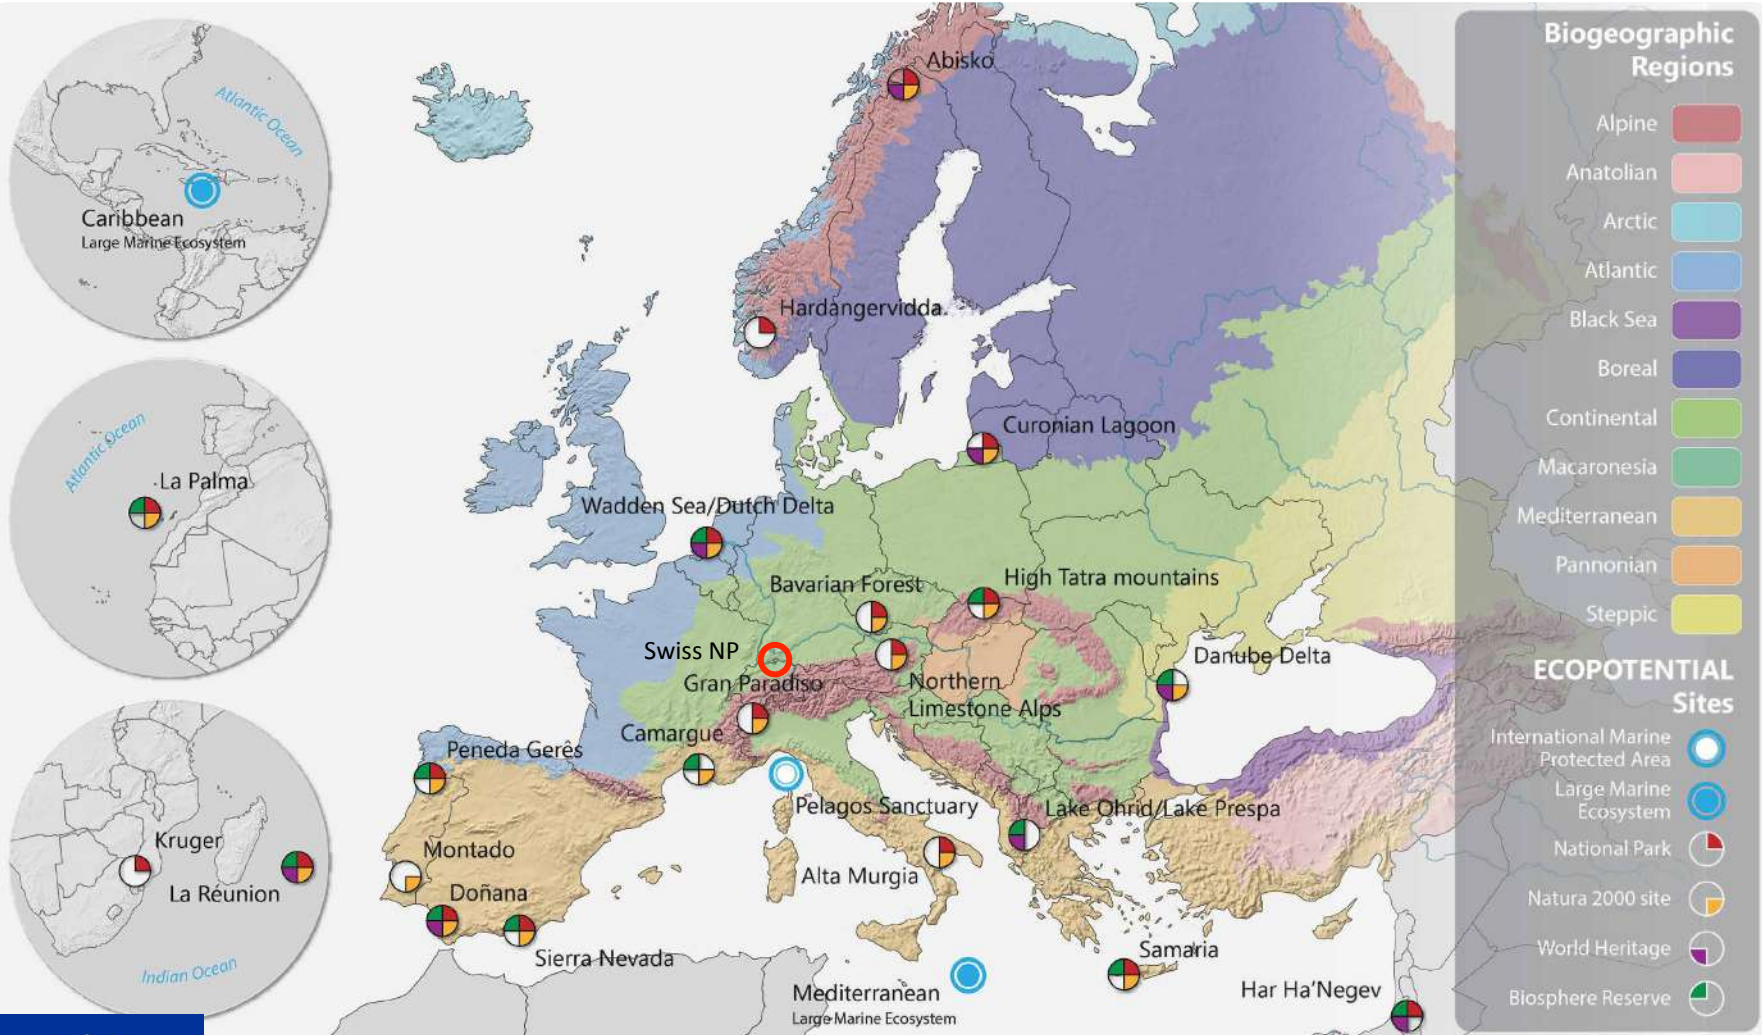 Atlantic Ocean
Caribbean
Large Marine Ecosystem
Atlantic Ocean
La Palma
Kruger
La Réunion
Indian Ocean
Abisko
Hardangervidda
Curonian Lagoon
Wadden Sea/Dutch Delta
Bavarian Forest
High Tatra mountains
Swiss NP
Gran Paradiso
Northern
Limestone Alps
Danube Delta
Camargue
Peneda Gerês
Pelagos Sanctuary
Lake Ohrid/Lake Prespa
Montado
Alta Murgia
Doñana
Sierra Nevada
Samaria
Mediterranean
Large Marine Ecosystem
Har Ha'Negev
Biogeographic
Regions
Alpine
Anatolian
Arctic
Atlantic
Black Sea
Boreal
Continental
Macaronesia
Mediterranean
Pannonian
Steppic
ECOPOTENTIAL
Sites
International Marine
Protected Area
Large Marine
Ecosystem
National Park
Natura 2000 site
World Heritage
Biosphere Reserve